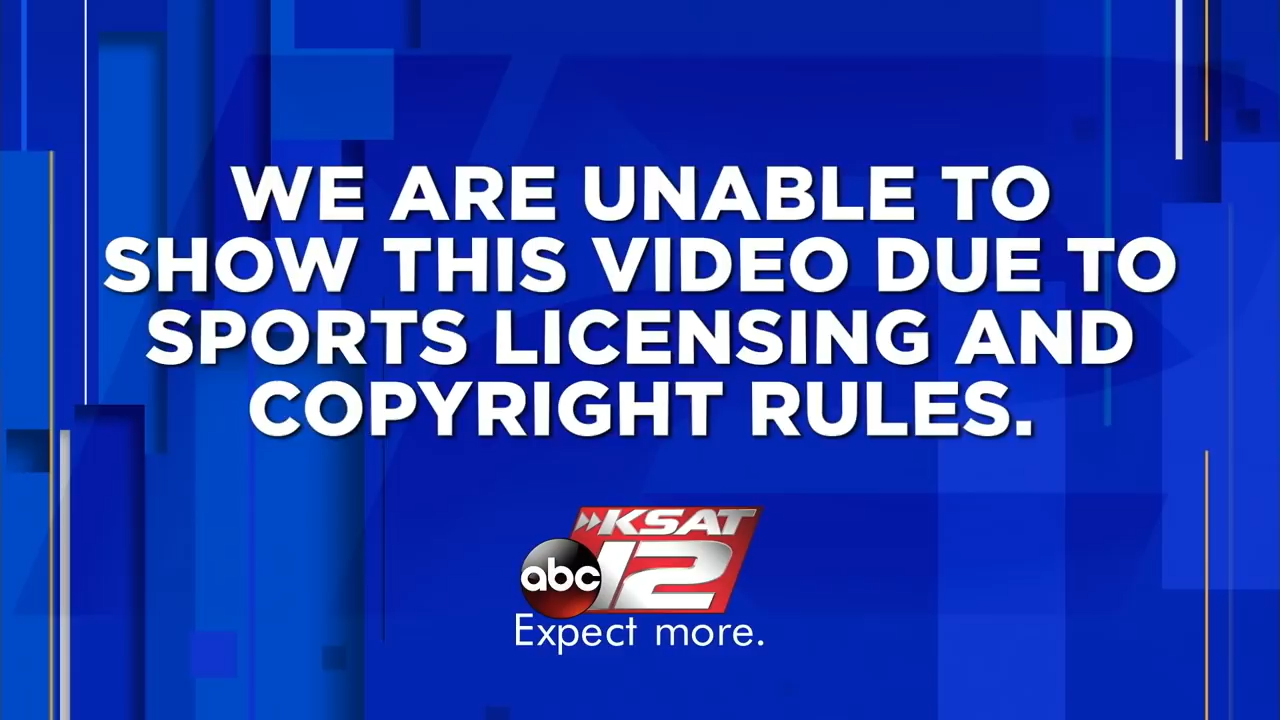 WE ARE UNABLE TO
SHOW THIS VIDEO DUE TO
SPORTS LICENSING AND
COPYRIGHT RULES.
KSAT
abc 12
Expect more.